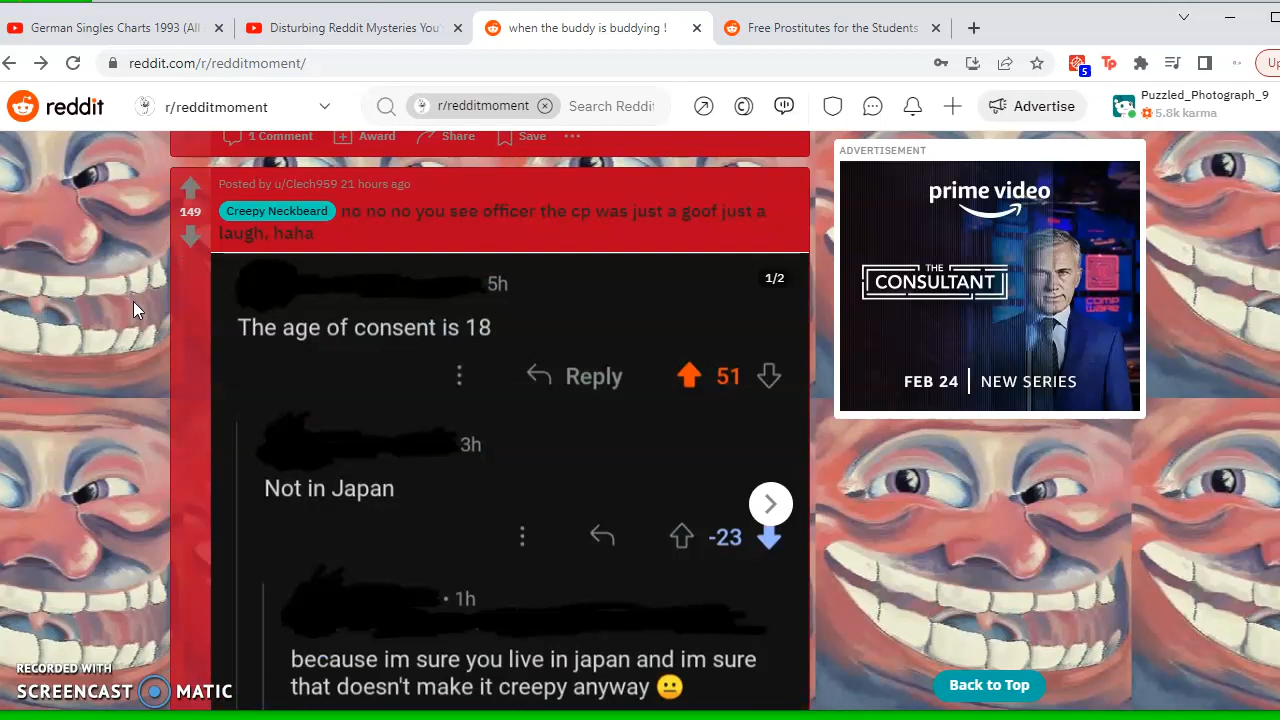 German Singles Charts 1993 (All
Disturbing Reddit Mysteries You
when the buddy is buddying !
Free Prostitutes for the Students
reddit.com/r/redditmoment/
Tp
5
Up
reddit
r/redditmoment
r/redditmoment
Search Reddit
Advertise
Puzzled_Photograph_9
5.8k karma
1 Comment
Award
Share
Save
Posted by u/Clech959 21 hours ago
149
Creepy Neckbeard no no no you see officer the cp was just a goof just a
laugh, haha
5h
1/2
The age of consent is 18
Reply
51
3h
Not in Japan
-23
• 1h
because im sure you live in japan and im sure
that doesn't make it creepy anyway 😐
ADVERTISEMENT
prime video
THE
CONSULTANT
COMP
WARE
FEB 24 | NEW SERIES
Back to Top
RECORDED WITH
SCREENCAST MATIC